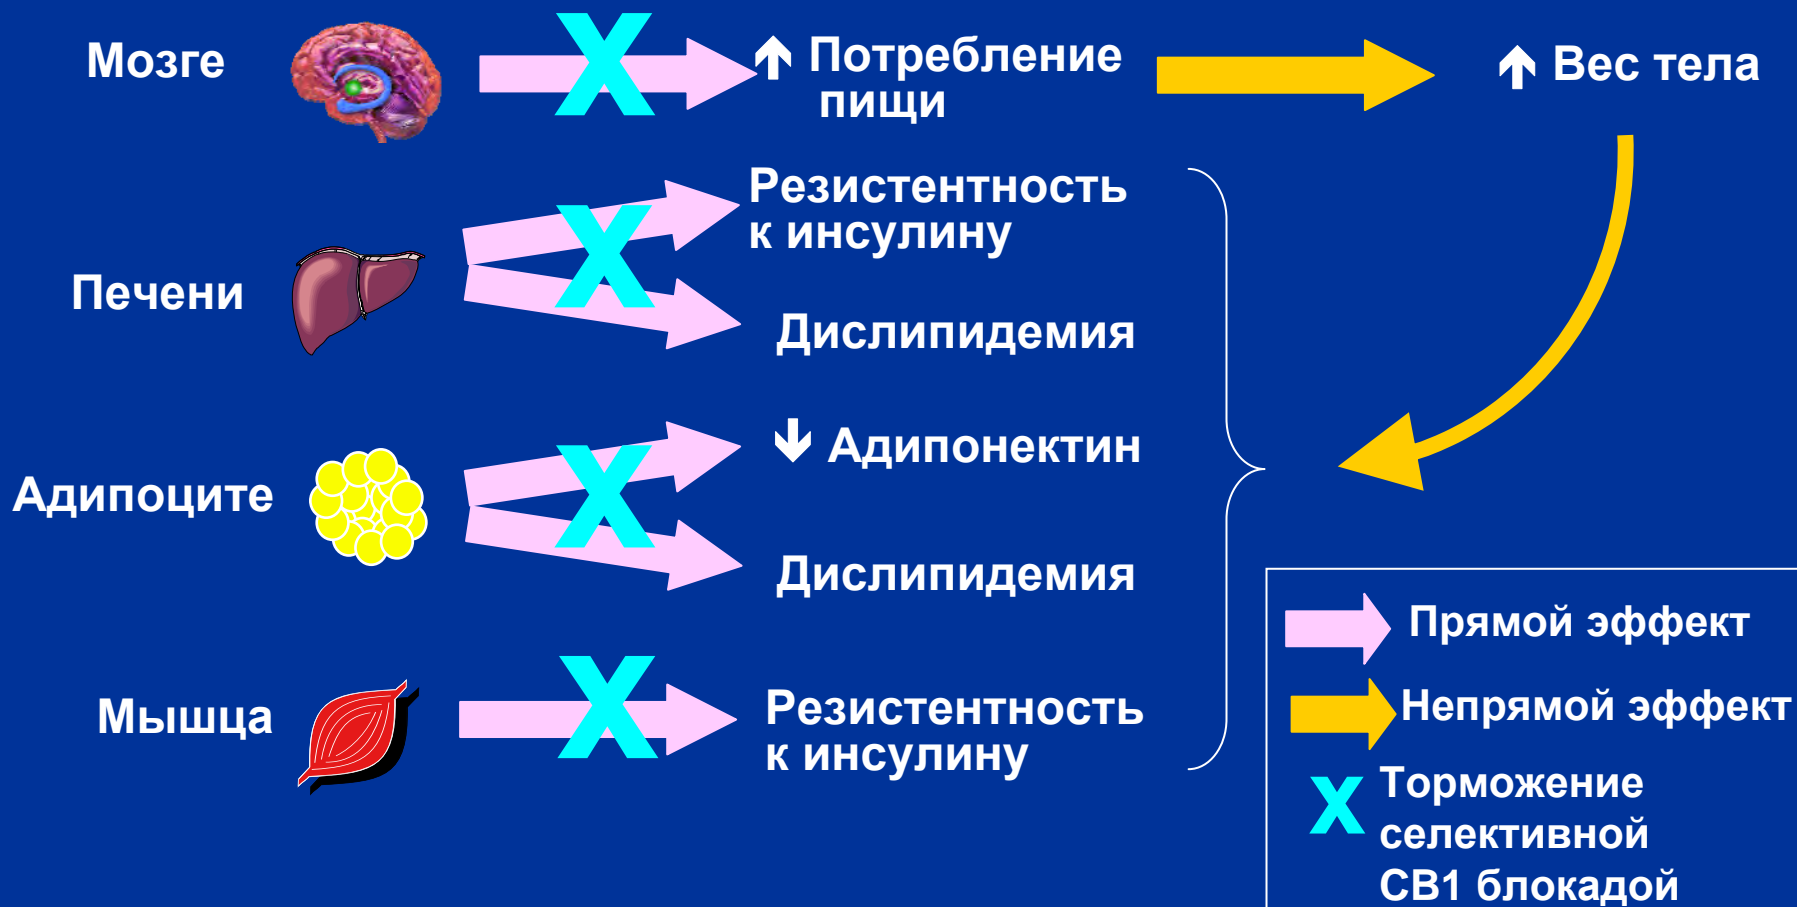 Мозге
↑ Потребление
пищи
↑ Вес тела
Печени
Резистентность
к инсулину
Дислипидемия
Адипоците
↓ Адипонектин
Дислипидемия
Мышца
Резистентность
к инсулину
Прямой эффект
Непрямой эффект
X Торможение
селективной
СВ1 блокадой